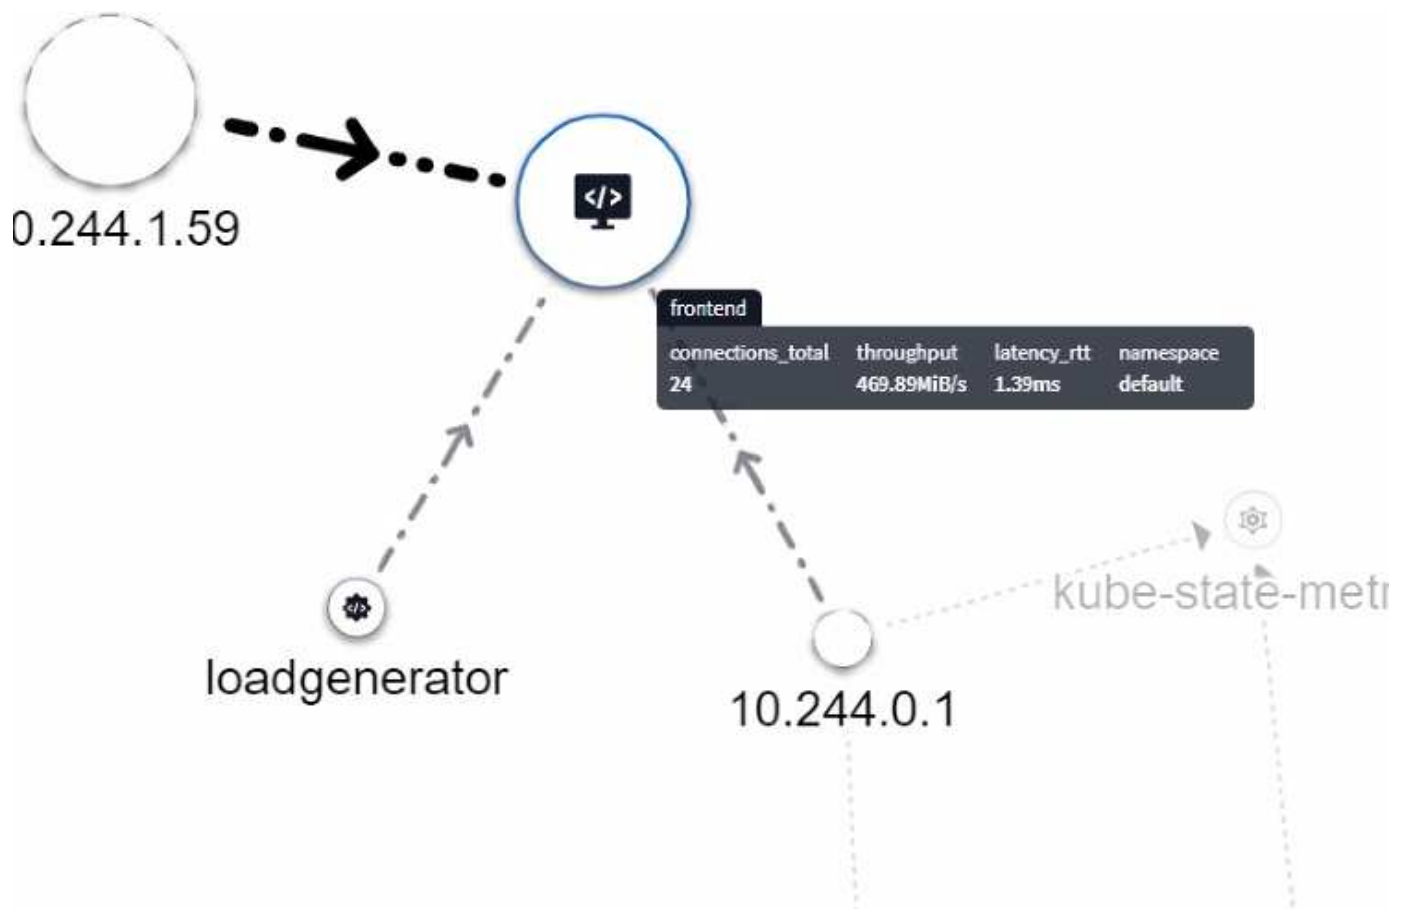 0.244.1.59
</>
frontend
connections_total throughput latency_rtt namespace
24 469.89MiB/s 1.39ms default
kube-state-metr
</>
loadgenerator
10.244.0.1